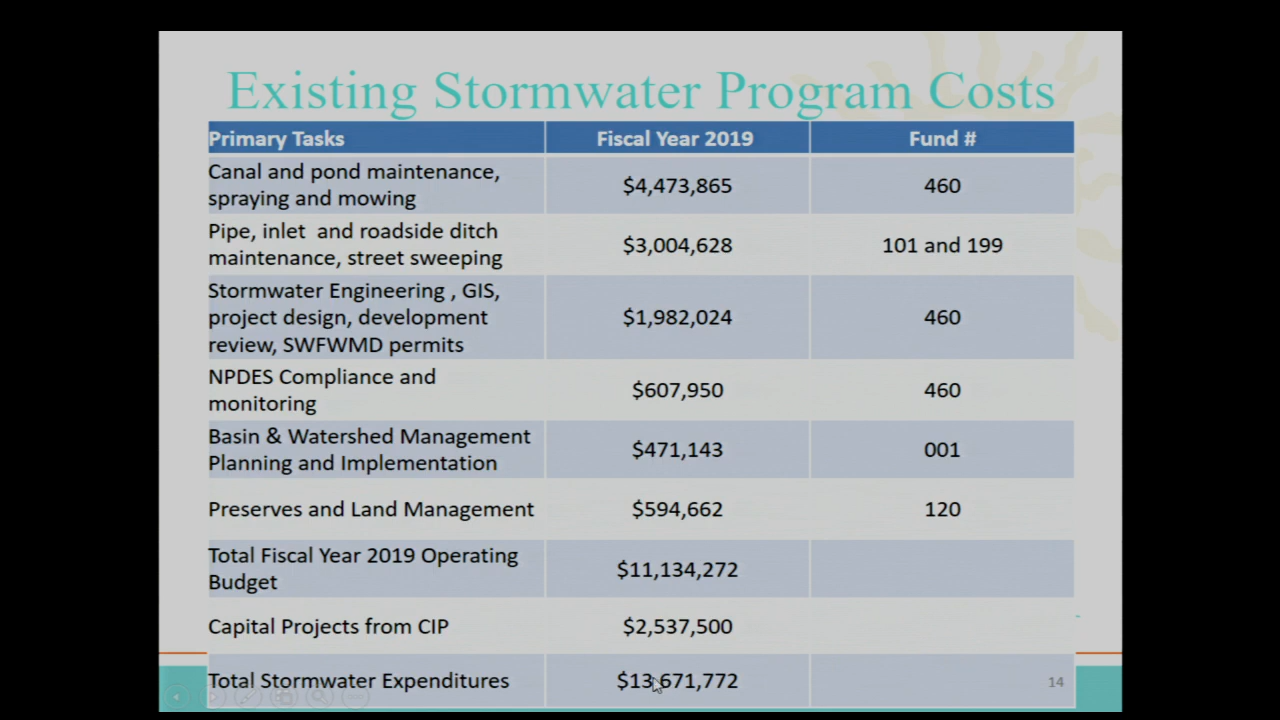 Existing Stormwater Program Costs
Primary Tasks Fiscal Year 2019 Fund #
Canal and pond maintenance,
spraying and mowing
$4,473,865 460
Pipe, inlet and roadside ditch
maintenance, street sweeping
$3,004,628 101 and 199
Stormwater Engineering , GIS,
project design, development
review, SWFWMD permits
$1,982,024 460
NPDES Compliance and
monitoring
$607,950 460
Basin & Watershed Management
Planning and Implementation
$471,143 001
Preserves and Land Management $594,662 120
Total Fiscal Year 2019 Operating
Budget
$11,134,272
Capital Projects from CIP $2,537,500
Total Stormwater Expenditures $13,671,772
14